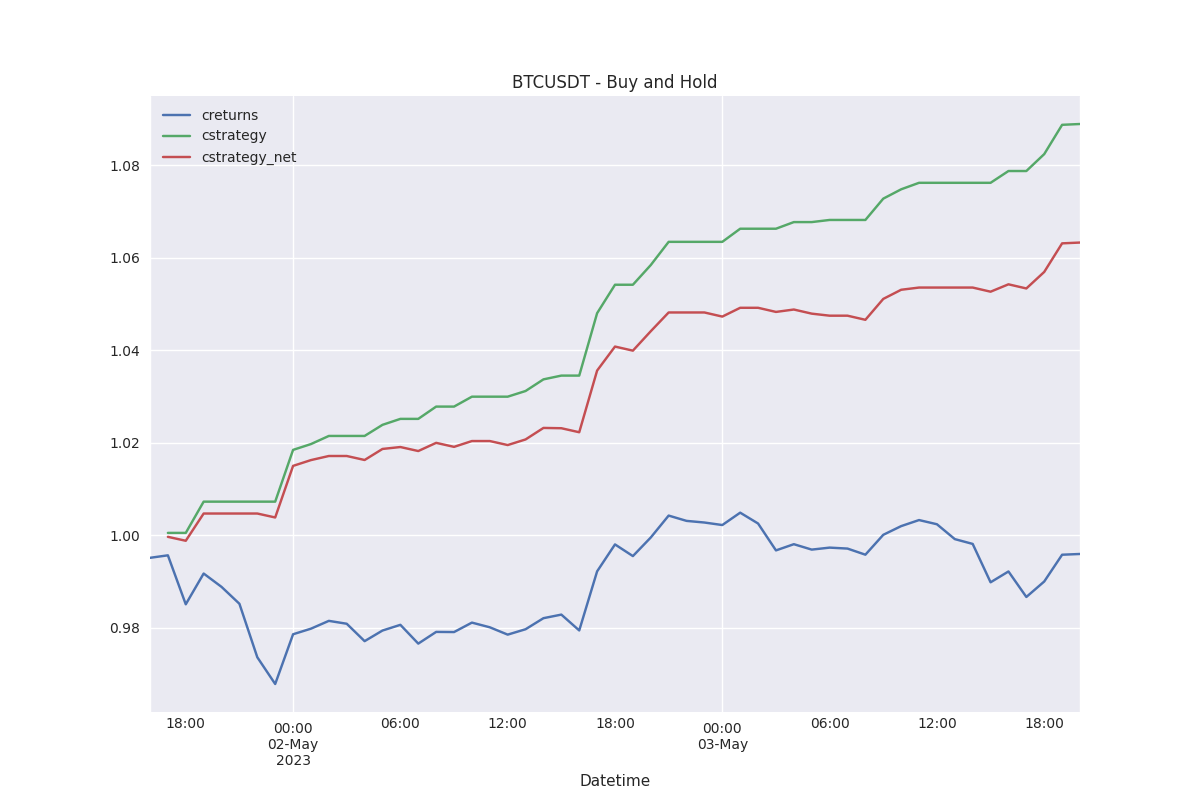 BTCUSDT - Buy and Hold
creturns
cstrategy
cstrategy_net
1.08
1.06
1.04
1.02
1.00
0.98
18:00 00:00 06:00 12:00 18:00 00:00 06:00 12:00 18:00
02-May 03-May
2023
Datetime